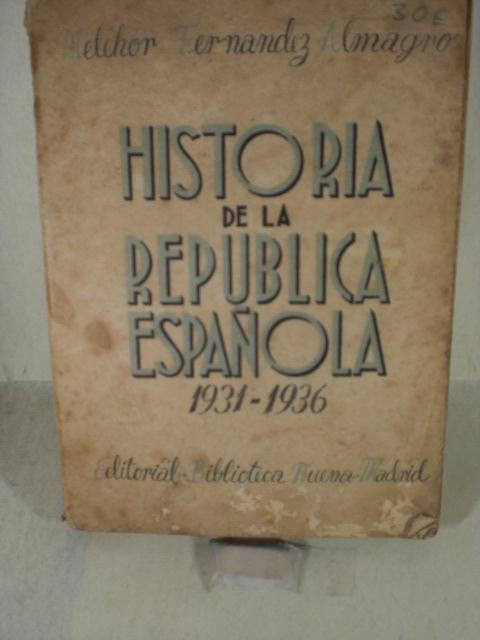 30€
Melchor Fernandez Almagro
HISTORIA
DE LA
REPUBLICA
ESPAÑOLA
1931-1936
Editorial-Biblioteca Nueva-Madrid